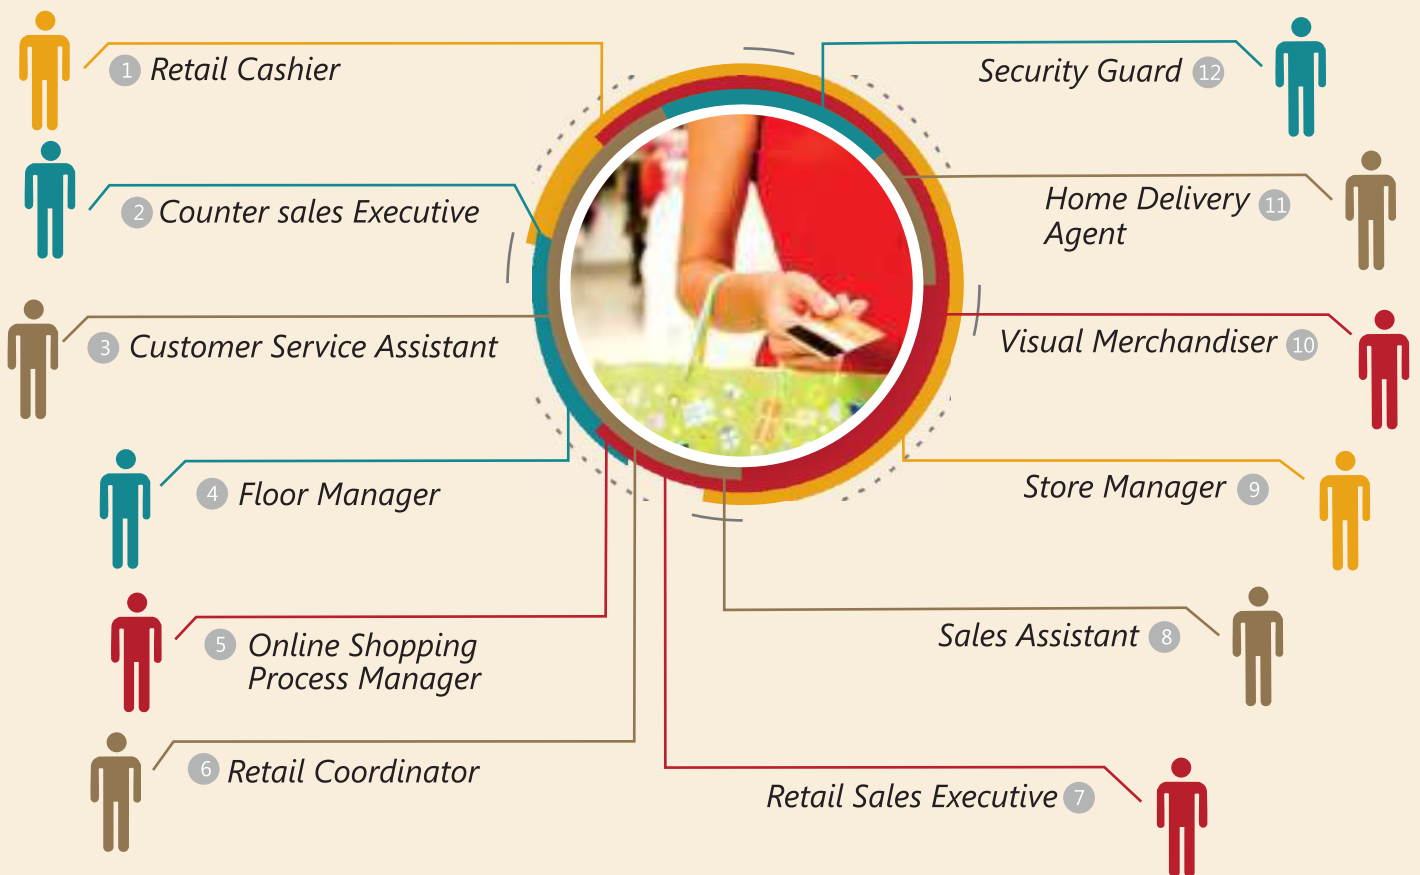 1 Retail Cashier
2 Counter sales Executive
3 Customer Service Assistant
4 Floor Manager
5 Online Shopping
Process Manager
6 Retail Coordinator
Retail Sales Executive 7
Sales Assistant 8
Store Manager 9
Visual Merchandiser 10
Home Delivery 11
Agent
Security Guard 12